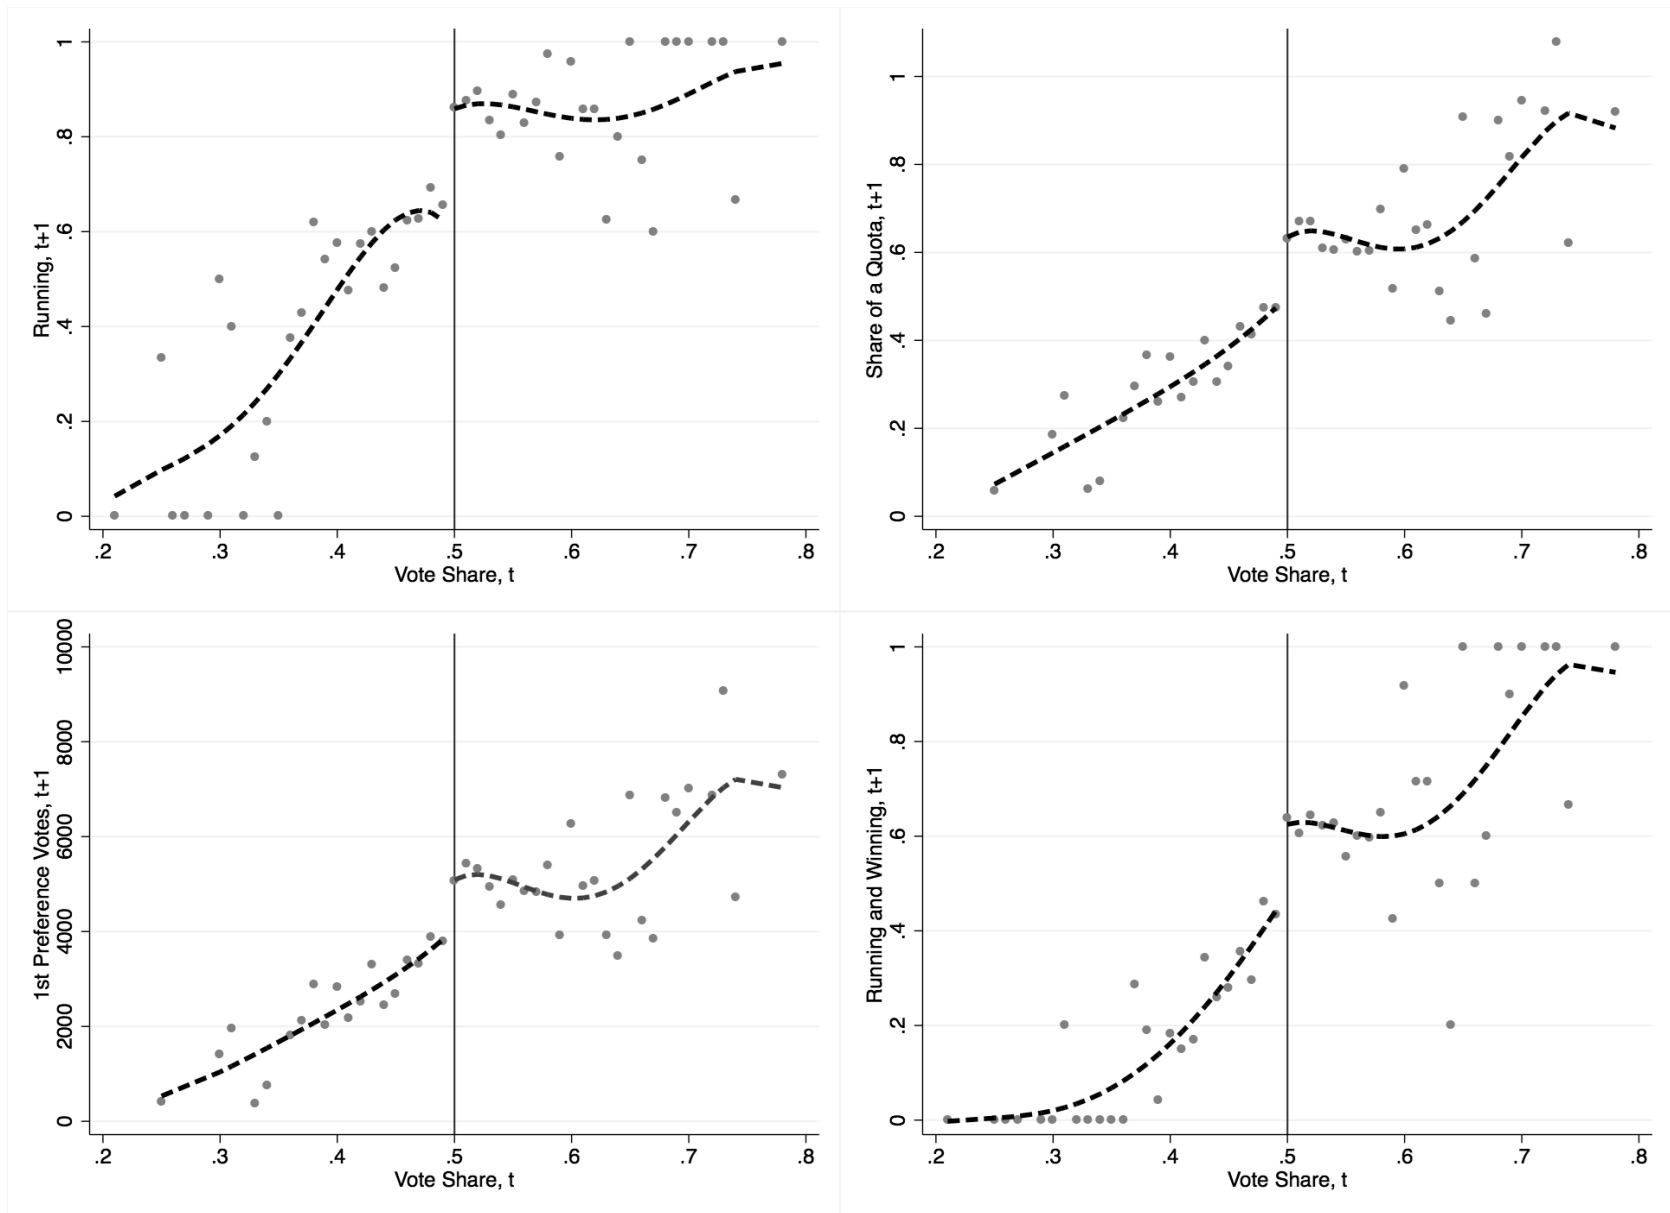 Running, t+1
1
.8
.6
.4
.2
0
.2 .3 .4 .5 .6 .7 .8
Vote Share, t
Share of a Quota, t+1
1
.8
.6
.4
.2
0
.2 .3 .4 .5 .6 .7 .8
Vote Share, t
1st Preference Votes, t+1
10000
8000
6000
4000
2000
0
.2 .3 .4 .5 .6 .7 .8
Vote Share, t
Running and Winning, t+1
1
.8
.6
.4
.2
0
.2 .3 .4 .5 .6 .7 .8
Vote Share, t